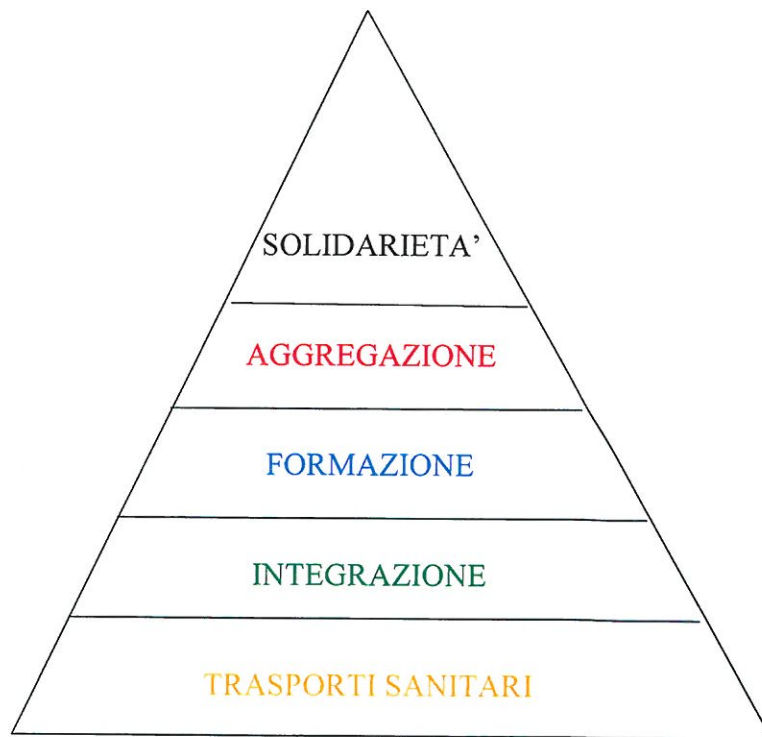 SOLIDARIETA’
AGGREGAZIONE
FORMAZIONE
INTEGRAZIONE
TRASPORTI SANITARI